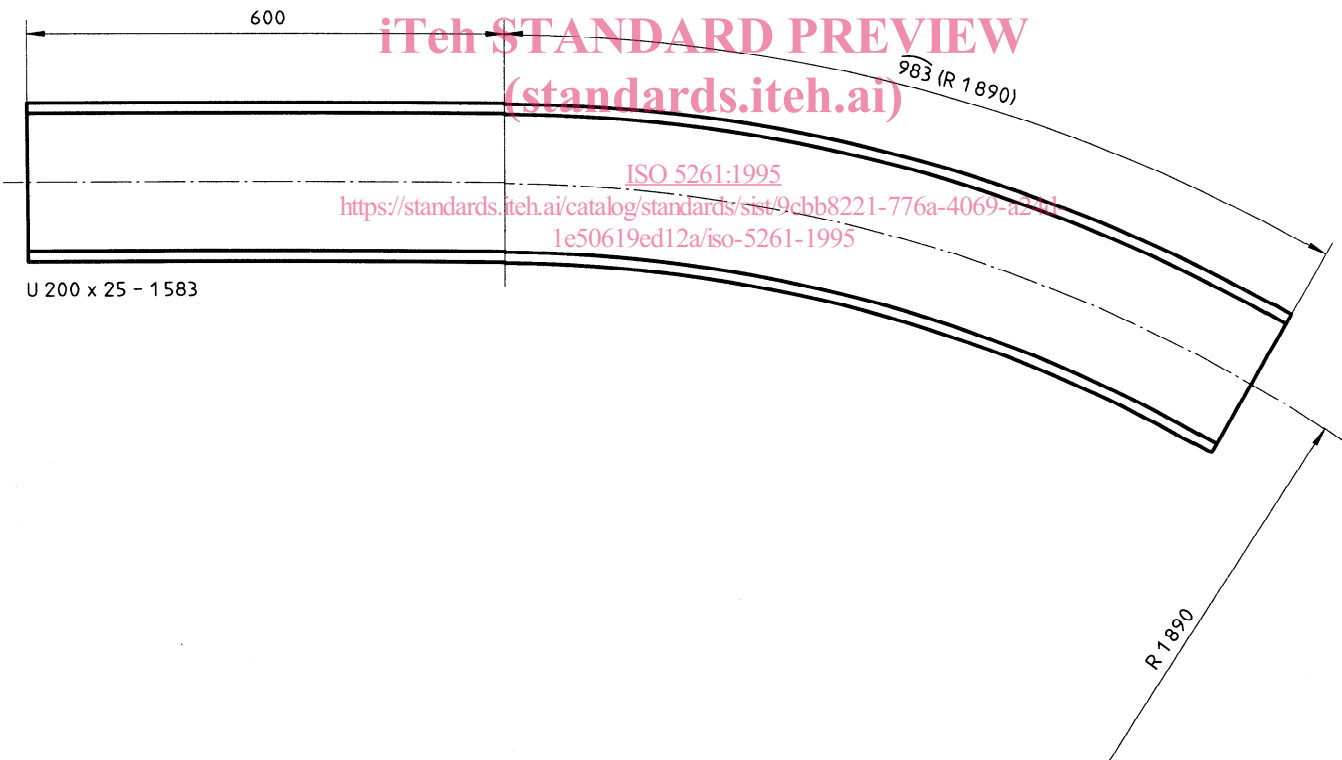 600
iTeh STANDARD PREVIEW
983 (R 1890)
(standards.iteh.ai)
ISO 5261:1995
https://standards.iteh.ai/catalog/standards/sist/9cbb8221-776a-4069-a24d-
1e50619ed12a/iso-5261-1995
U 200 x 25 – 1583
R 1890